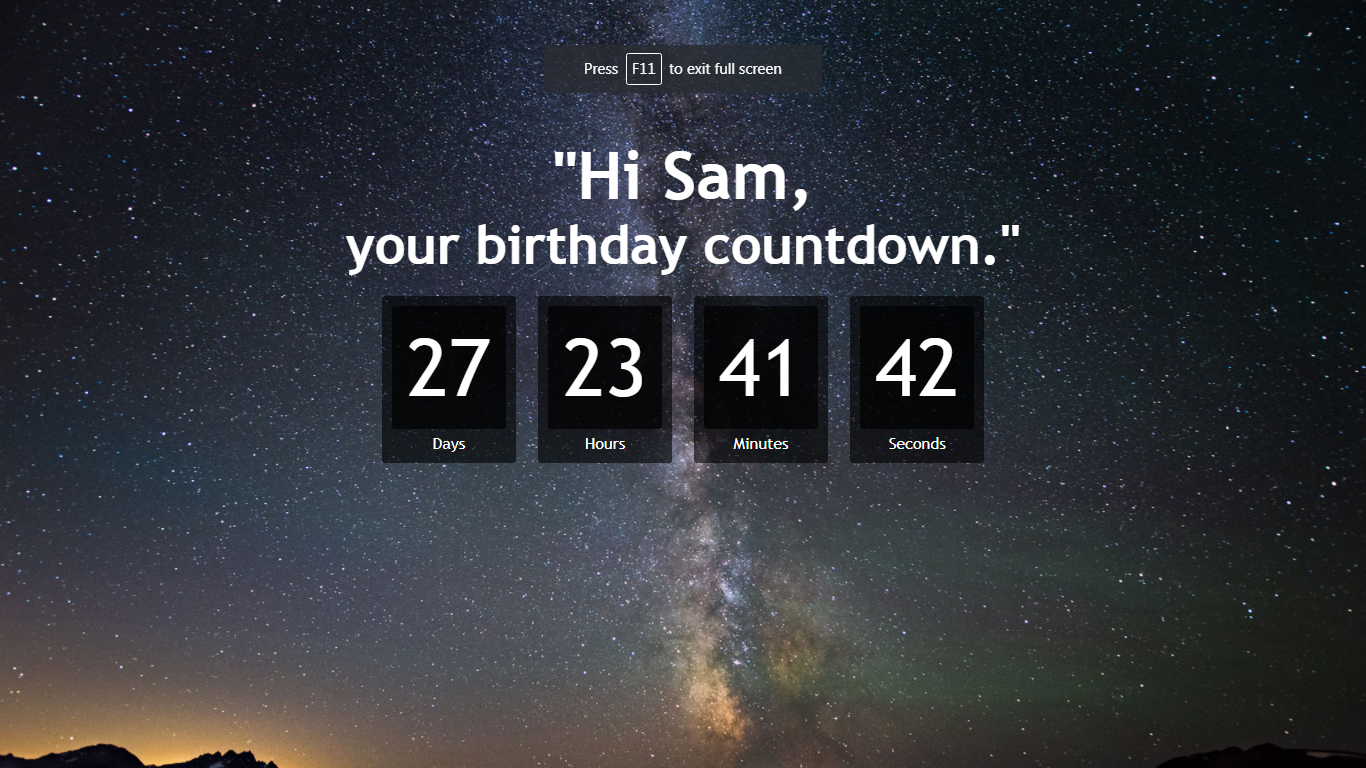 Press F11 to exit full screen
"Hi Sam,
your birthday countdown."
27 23 41 42
Days Hours Minutes Seconds